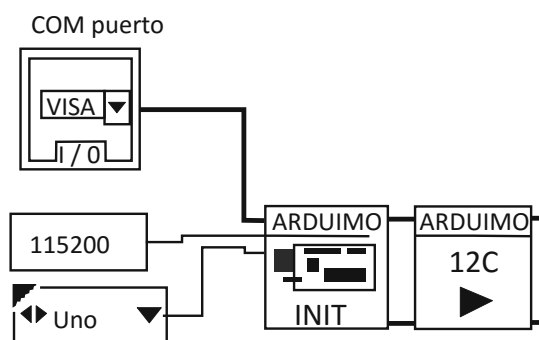 COM puerto
VISA
I / 0
115200
Uno
ARDUIMO
INIT
ARDUIMO
12C